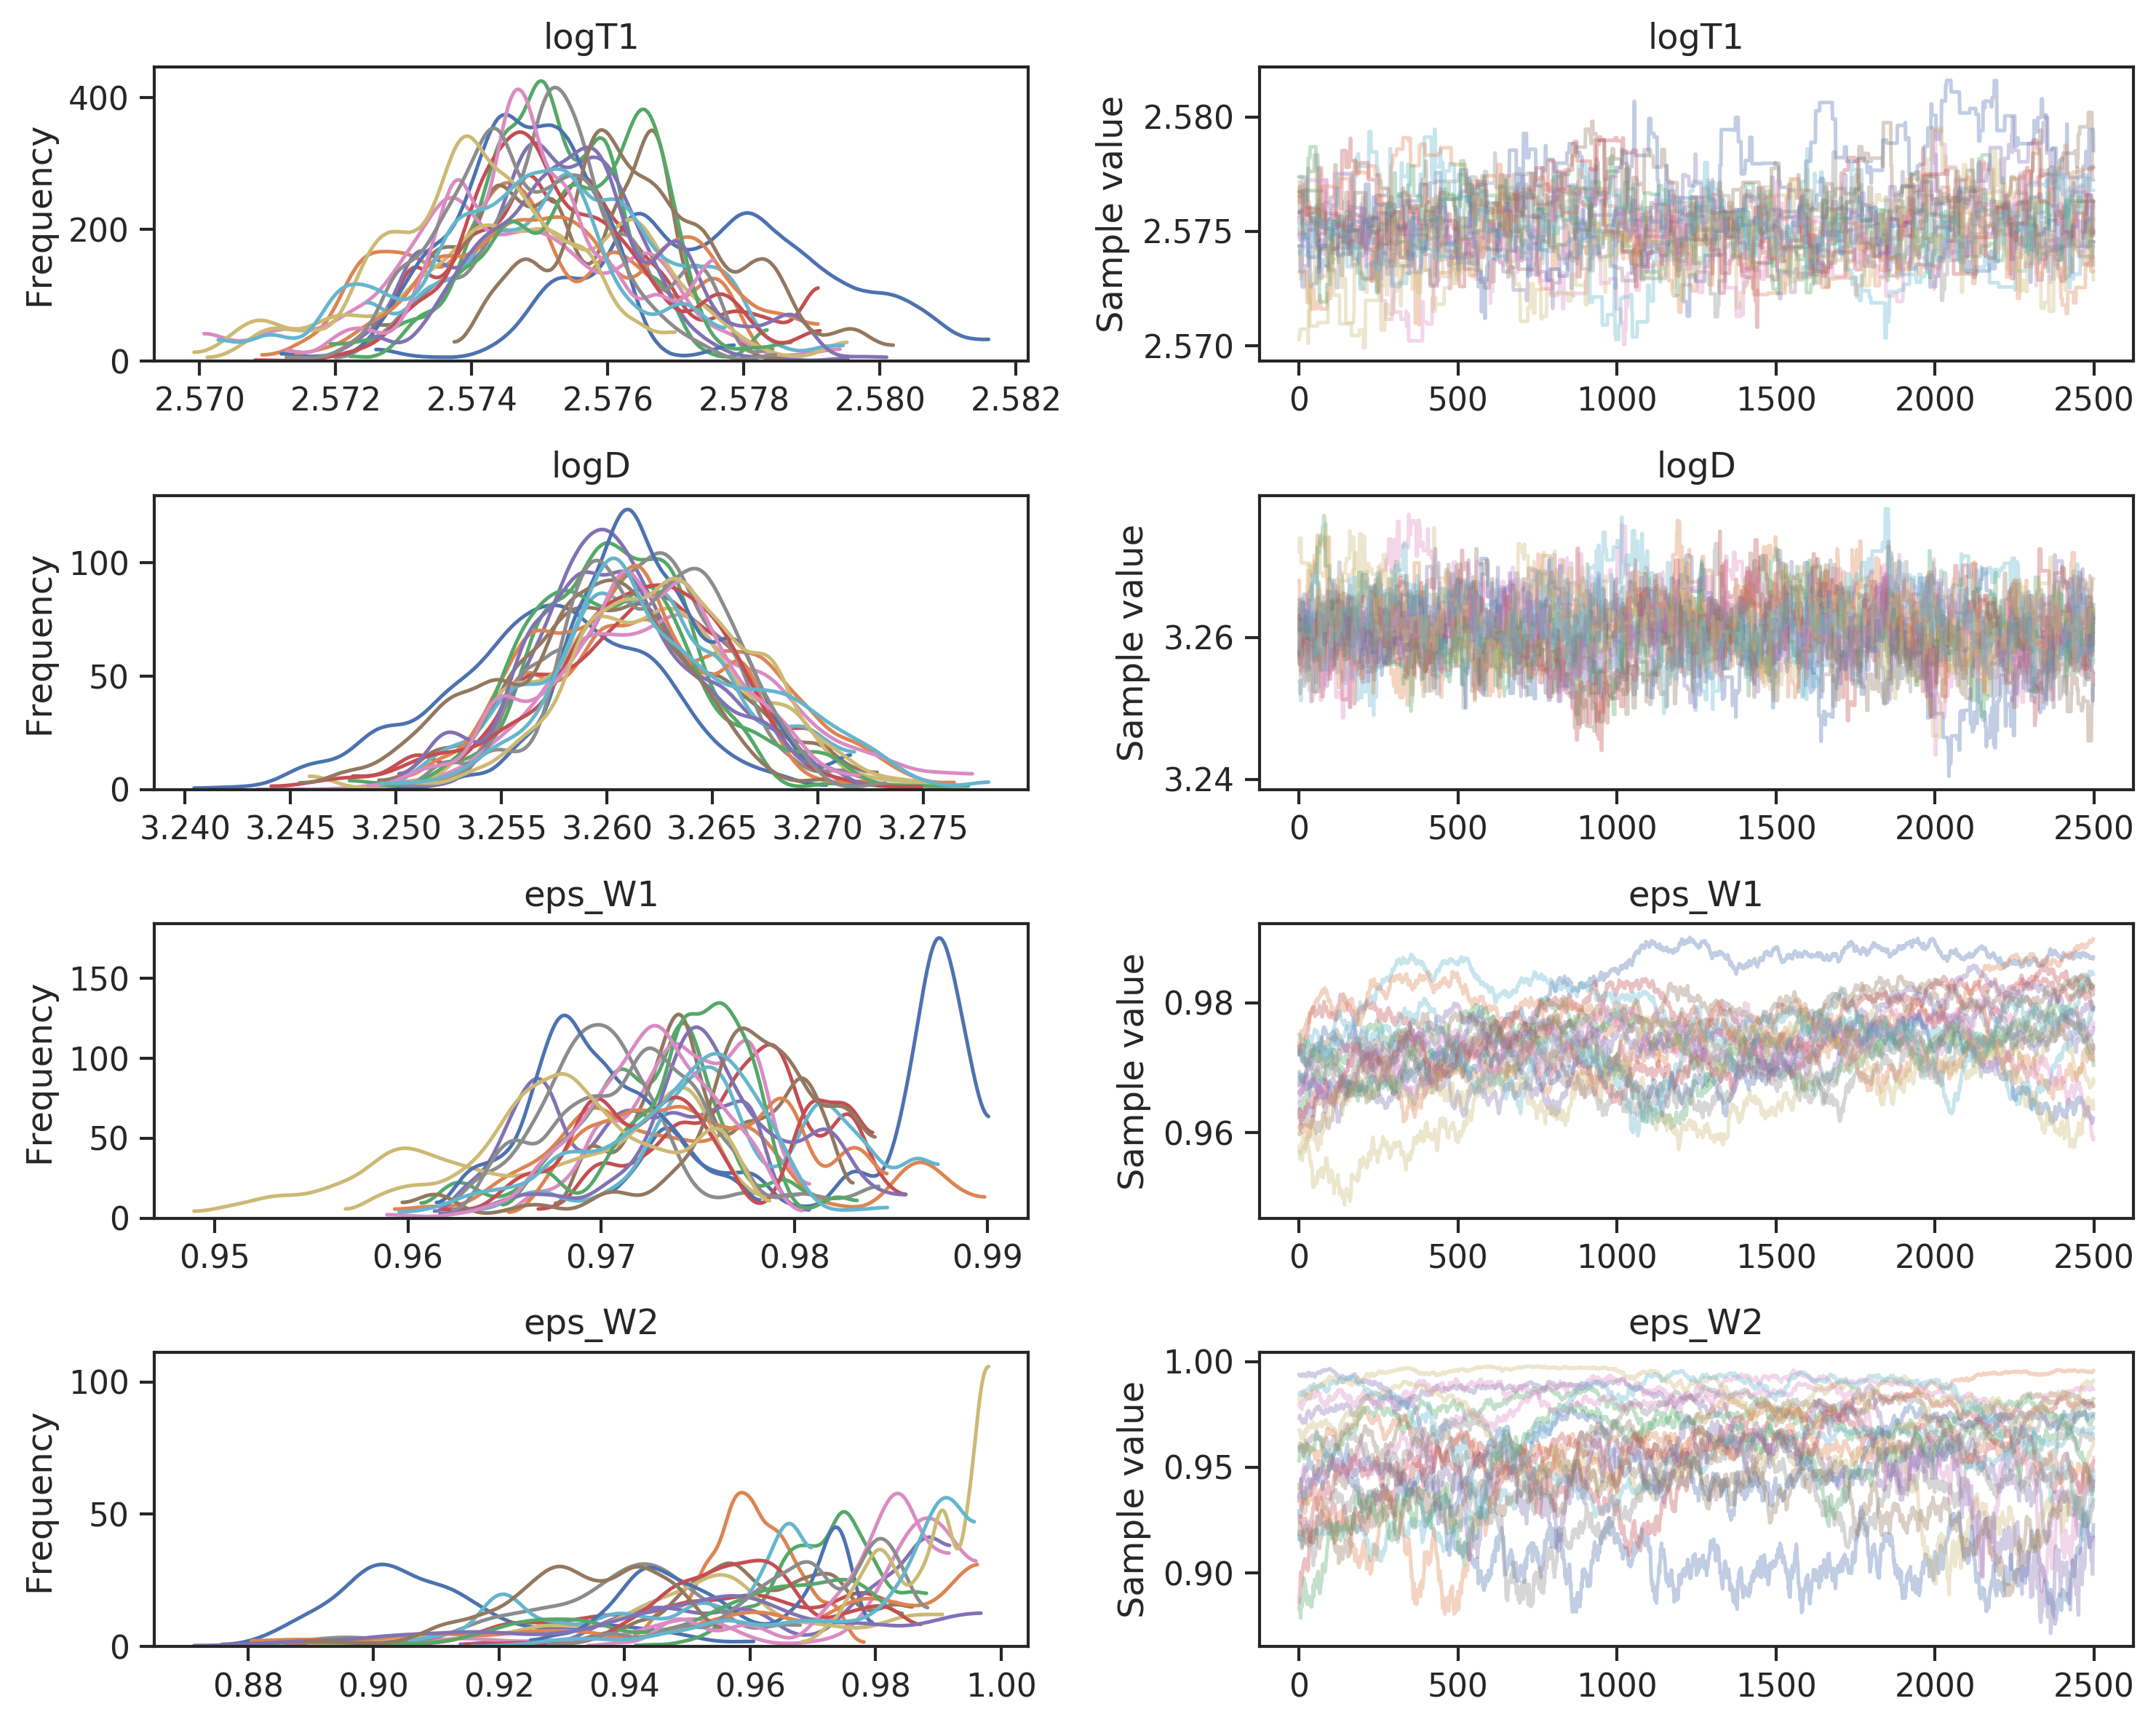 logT1
logT1
Frequency
400
200
0
2.570 2.572 2.574 2.576 2.578 2.580 2.582
Sample value
2.580
2.575
2.570
0 500 1000 1500 2000 2500
logD
logD
Frequency
100
50
0
3.240 3.245 3.250 3.255 3.260 3.265 3.270 3.275
Sample value
3.26
3.24
0 500 1000 1500 2000 2500
eps_W1
eps_W1
Frequency
150
100
50
0
0.95 0.96 0.97 0.98 0.99
Sample value
0.98
0.96
0 500 1000 1500 2000 2500
eps_W2
eps_W2
Frequency
100
50
0
0.88 0.90 0.92 0.94 0.96 0.98 1.00
Sample value
1.00
0.95
0.90
0 500 1000 1500 2000 2500